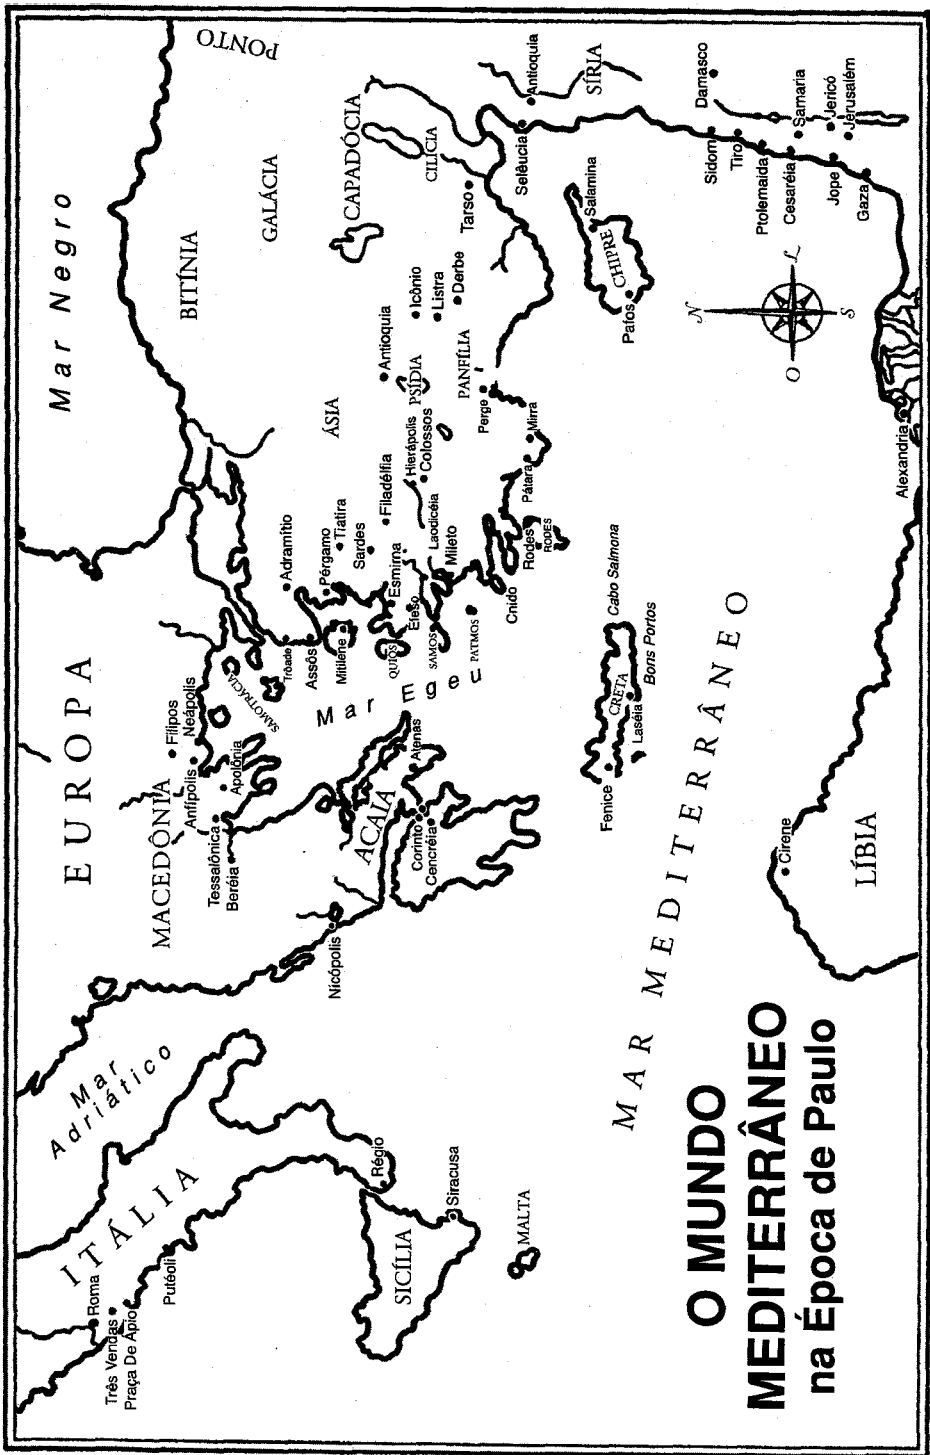 O MUNDO
MEDITERRÂNEO
na Época de Paulo
EUROPA
Mar Negro
PONTO
Mar
Adriático
ITÁLIA
Roma
Três Vendas
Praça De Ápio
Putéoli
MACEDÔNIA
Filipos
Neápolis
Anfípolis
Apolônia
Tessalônica
Beréia
SAMOTRÁCIA
BITÍNIA
GALÁCIA
Nicópolis
ACAIA
Atenas
Corinto
Cencréia
Mar Egeu
Trôade
Assôs
Mitilene
Adramítio
Pérgamo
Tiatira
Sardes
Esmirna
Filadélfia
Éfeso
QUIOS
SAMOS
PATMOS
Mileto
Laodicéia
Hierápolis
Colossos
ÁSIA
Antioquia
PSÍDIA
Icônio
Listra
Derbe
CAPADÓCIA
CILÍCIA
Tarso
PANFÍLIA
Perge
Pátara
Mirra
Cnido
Rodes
RODES
Régio
SICÍLIA
Siracusa
MALTA
Selêucia
Antioquia
SÍRIA
Salamina
CHIPRE
Pafos
Fenice
CRETA
Laséia
Cabo Salmona
Bons Portos
MAR MEDITERRÂNEO
Damasco
Sidom
Tiro
Ptolemaida
Cesaréia
Samaria
Jope
Jericó
Jerusalém
Gaza
N
L
S
O
Cirene
LÍBIA
Alexandria